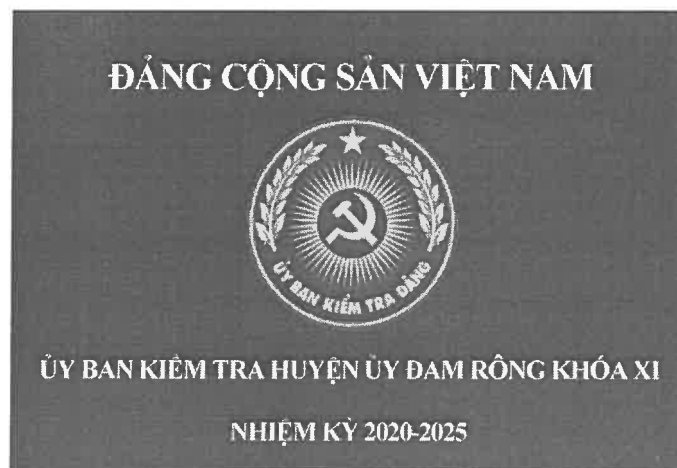 ĐẢNG CỘNG SẢN VIỆT NAM
ỦY BAN KIỂM TRA ĐẢNG
ỦY BAN KIỂM TRA HUYỆN ỦY ĐAM RÔNG KHÓA XI
NHIỆM KỲ 2020-2025